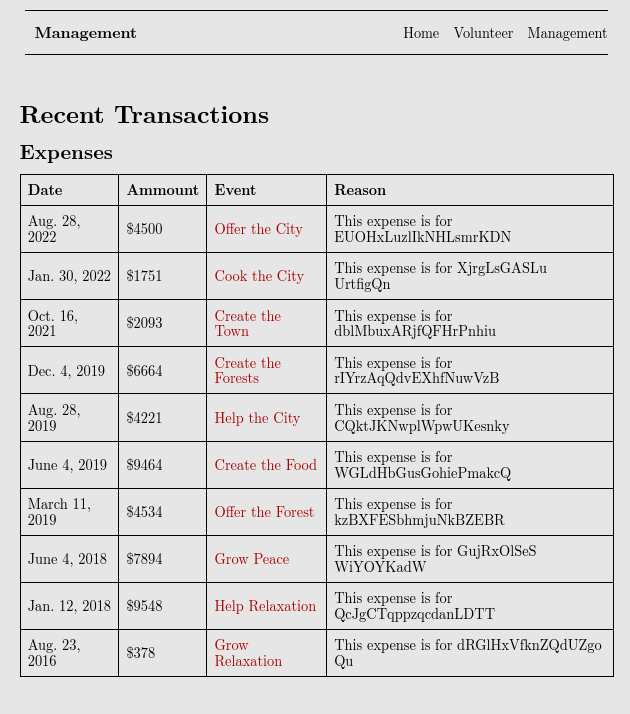 Management Home Volunteer Management
Recent Transactions
Expenses
Date Ammount Event Reason
Aug. 28,
2022
$4500
Offer the City
This expense is for
EUOHxLuzlIkNHLsmrKDN
Jan. 30, 2022
$1751
Cook the City
This expense is for XjrgLsGASLu
UrtfigQn
Oct. 16,
2021
$2093
Create the
Town
This expense is for
dblMbuxARjfQFHrPnhiu
Dec. 4, 2019
$6664
Create the
Forests
This expense is for
rIYrzAqQdvEXhfNuwVzB
Aug. 28,
2019
$4221
Help the City
This expense is for
CQktJKNwplWpwUKesnky
June 4, 2019
$9464
Create the Food
This expense is for
WGLdHbGusGohiePmakcQ
March 11,
2019
$4534
Offer the Forest
This expense is for
kzBXFESbhmjuNkBZEBR
June 4, 2018
$7894
Grow Peace
This expense is for GujRxOlSeS
WiYOYKadW
Jan. 12, 2018
$9548
Help Relaxation
This expense is for
QcJgCTqppzqcdanLDTT
Aug. 23,
2016
$378
Grow
Relaxation
This expense is for dRGlHxVfknZQdUZgo
Qu